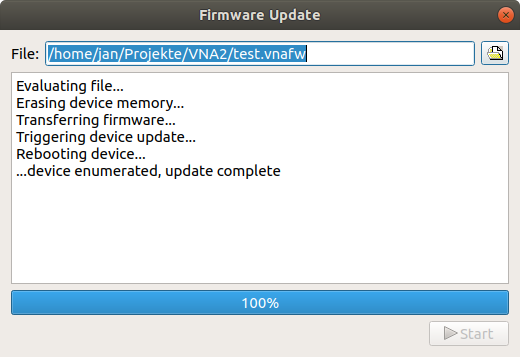 Firmware Update
File: /home/jan/Projekte/VNA2/test.vnafw
Evaluating file...
Erasing device memory...
Transferring firmware...
Triggering device update...
Rebooting device...
...device enumerated, update complete
100%
Start